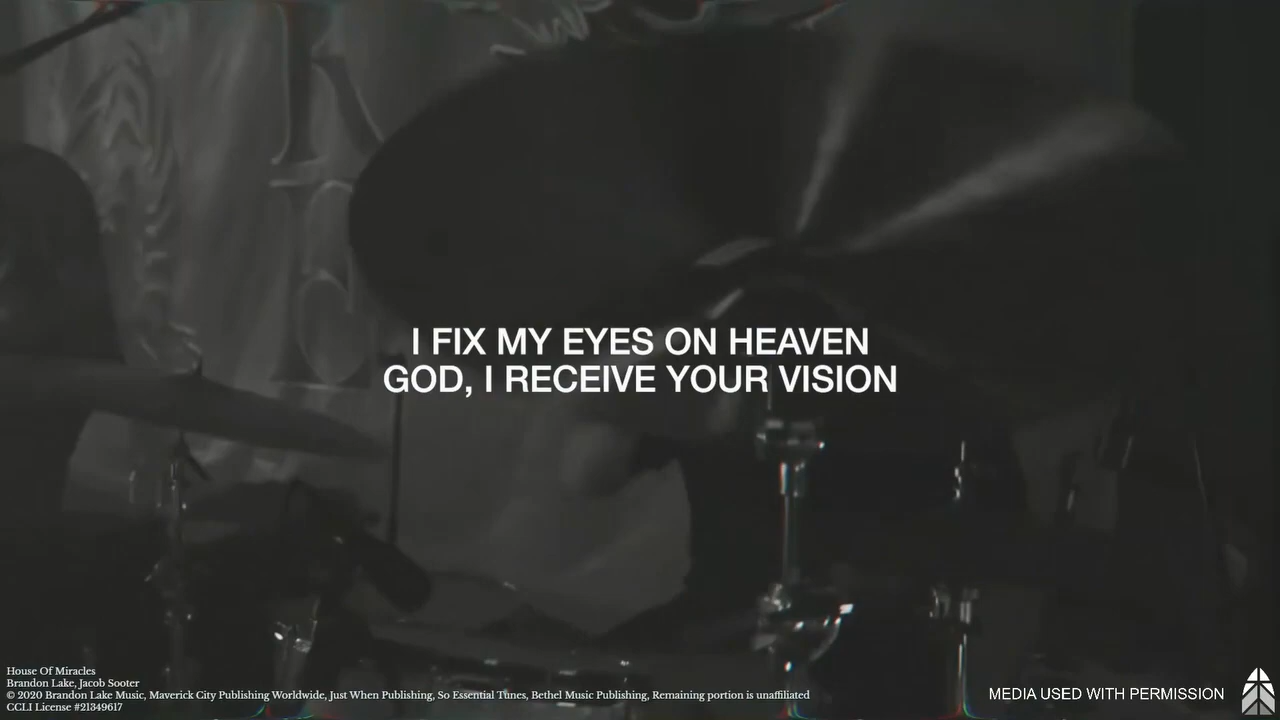 I FIX MY EYES ON HEAVEN
GOD, I RECEIVE YOUR VISION
House Of Miracles
Brandon Lake, Jacob Sooter
© 2020 Brandon Lake Music, Maverick City Publishing Worldwide, Just When Publishing, So Essential Tunes, Bethel Music Publishing, Remaining portion is unaffiliated
CCLI License #21349617
MEDIA USED WITH PERMISSION